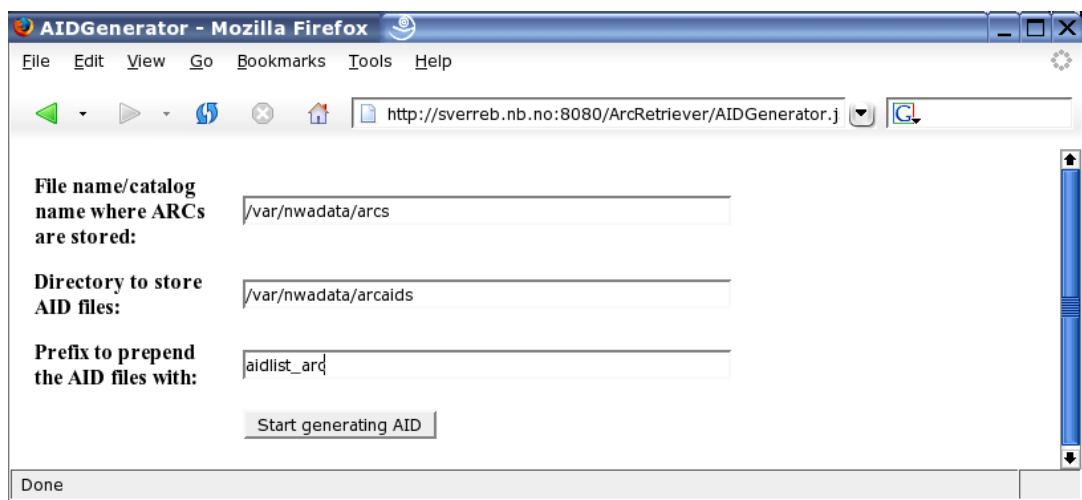 AIDGenerator - Mozilla Firefox
File Edit View Go Bookmarks Tools Help
http://sverreb.nb.no:8080/ArcRetriever/AIDGenerator.j G
File name/catalog
name where ARCs
are stored:
/var/nwadata/arcs
Directory to store
AID files:
/var/nwadata/arcaids
Prefix to prepend
the AID files with:
aidlist_arc
Start generating AID
Done